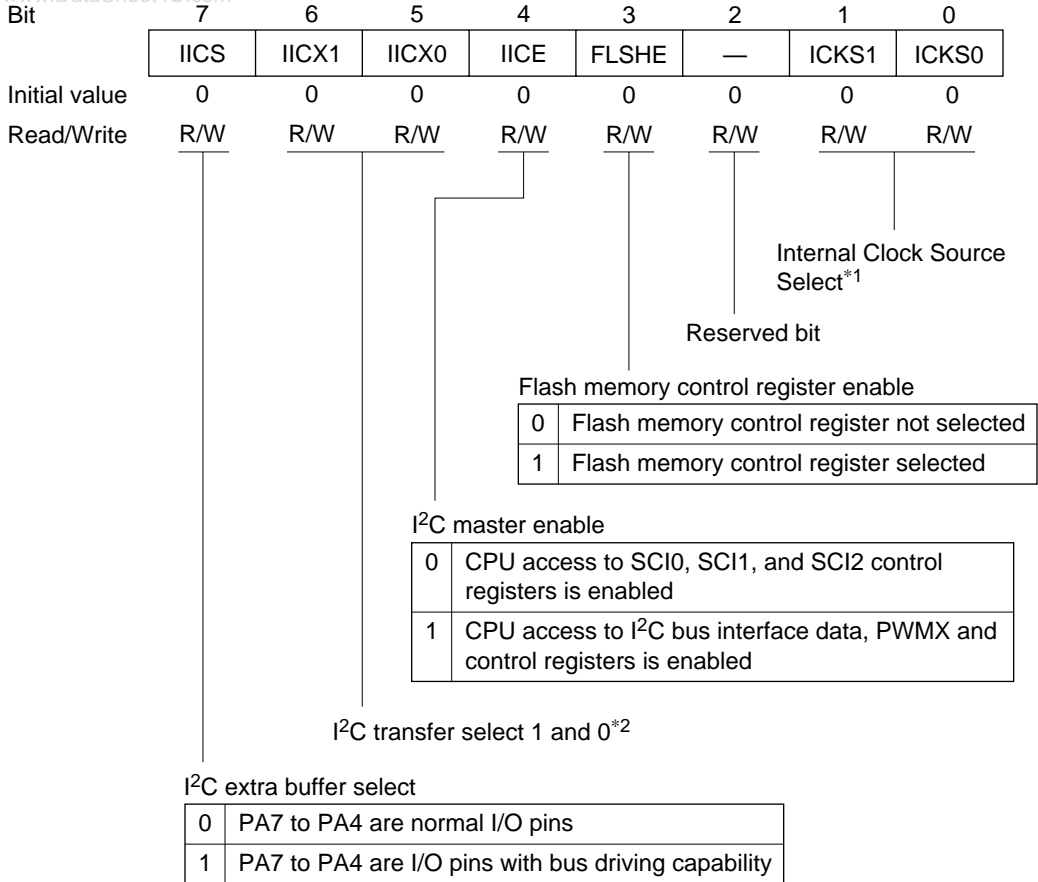 Bit 7 6 5 4 3 2 1 0
IICS IICX1 IICX0 IICE FLSHE — ICKS1 ICKS0
Initial value 0 0 0 0 0 0 0 0
Read/Write R/W R/W R/W R/W R/W R/W R/W R/W
Internal Clock Source
Select*1
Reserved bit
Flash memory control register enable
0 Flash memory control register not selected
1 Flash memory control register selected
I2C master enable
0 CPU access to SCI0, SCI1, and SCI2 control
registers is enabled
1 CPU access to I2C bus interface data, PWMX and
control registers is enabled
I2C transfer select 1 and 0*2
I2C extra buffer select
0 PA7 to PA4 are normal I/O pins
1 PA7 to PA4 are I/O pins with bus driving capability